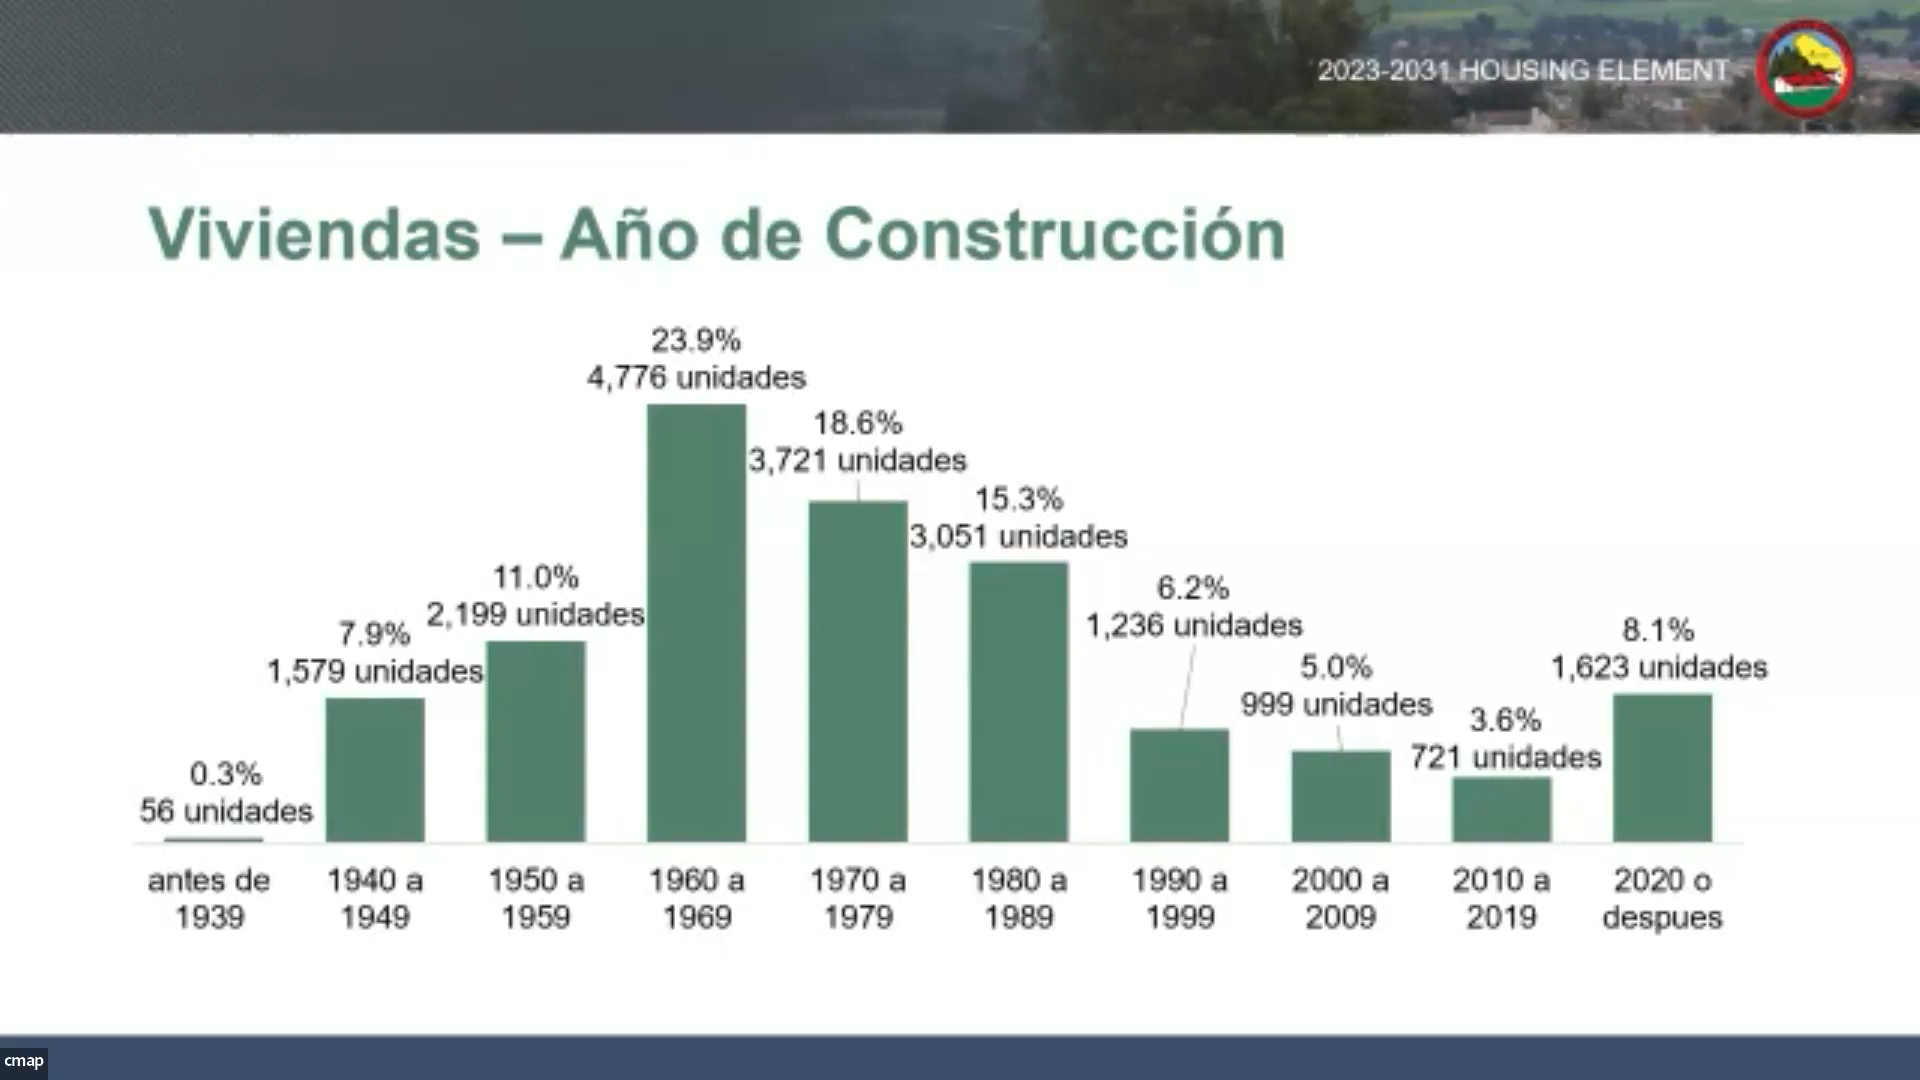 2023-2031 HOUSING ELEMENT
Viviendas – Año de Construcción
23.9%
4,776 unidades
18.6%
3,721 unidades
15.3%
3,051 unidades
11.0%
2,199 unidades
6.2%
1,236 unidades
7.9%
1,579 unidades
8.1%
1,623 unidades
5.0%
999 unidades
3.6%
721 unidades
0.3%
56 unidades
antes de 1940 a 1950 a 1960 a 1970 a 1980 a 1990 a 2000 a 2010 a 2020 o
1939 1949 1959 1969 1979 1989 1999 2009 2019 despues
cmap